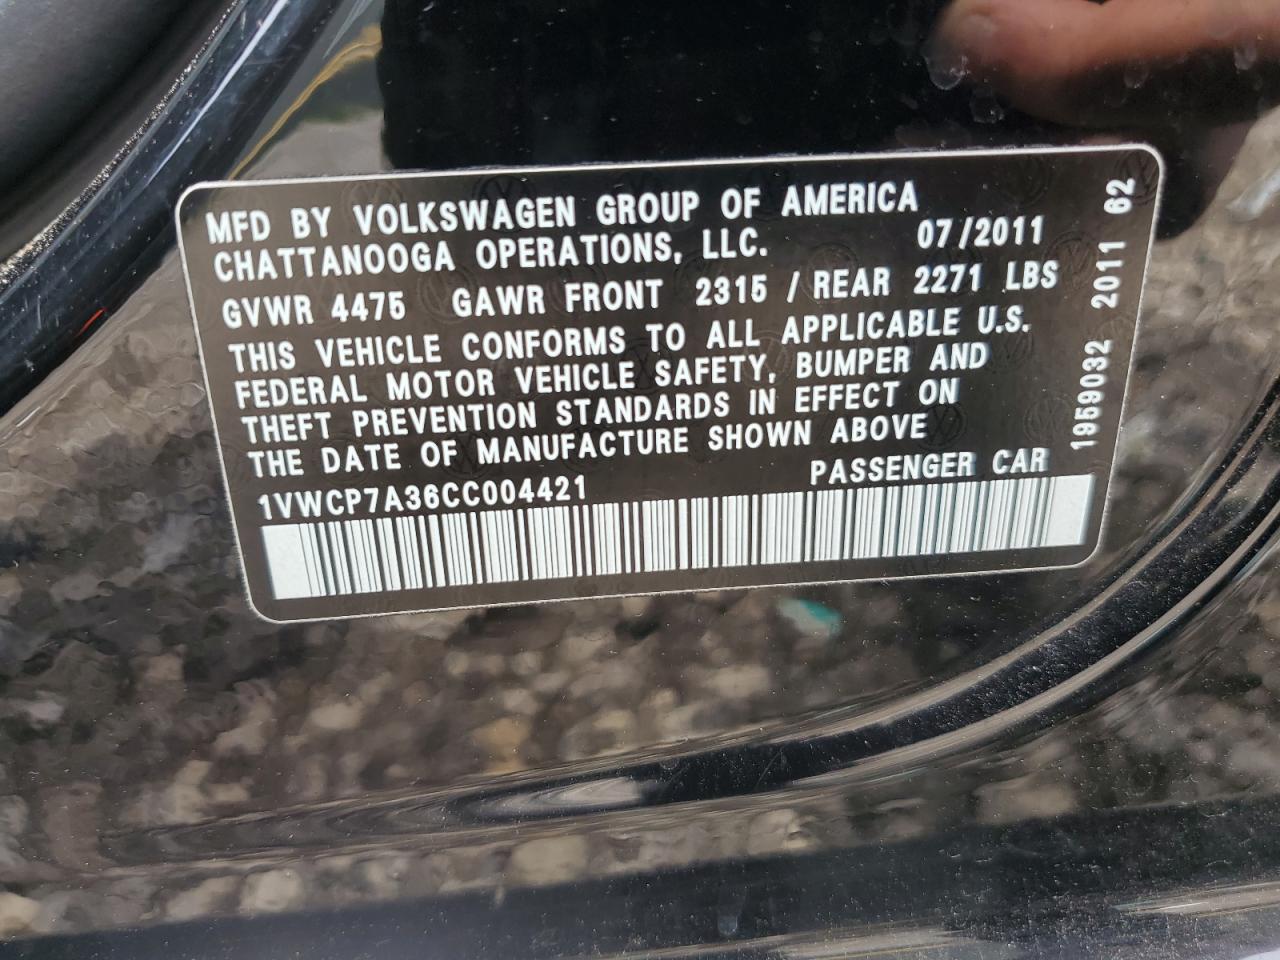 MFD BY VOLKSWAGEN GROUP OF AMERICA
CHATTANOOGA OPERATIONS, LLC. 07/2011
GVWR 4475 GAWR FRONT 2315 / REAR 2271 LBS
THIS VEHICLE CONFORMS TO ALL APPLICABLE U.S.
FEDERAL MOTOR VEHICLE SAFETY, BUMPER AND
THEFT PREVENTION STANDARDS IN EFFECT ON
THE DATE OF MANUFACTURE SHOWN ABOVE
PASSENGER CAR
1VWCP7A36CC004421
1959032 2011 62